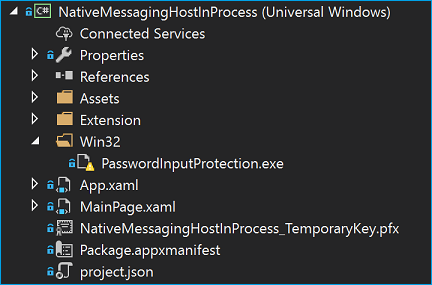 C# NativeMessagingHostInProcess (Universal Windows)
Connected Services
Properties
References
Assets
Extension
Win32
PasswordInputProtection.exe
App.xaml
MainPage.xaml
NativeMessagingHostInProcess_TemporaryKey.pfx
Package.appxmanifest
project.json